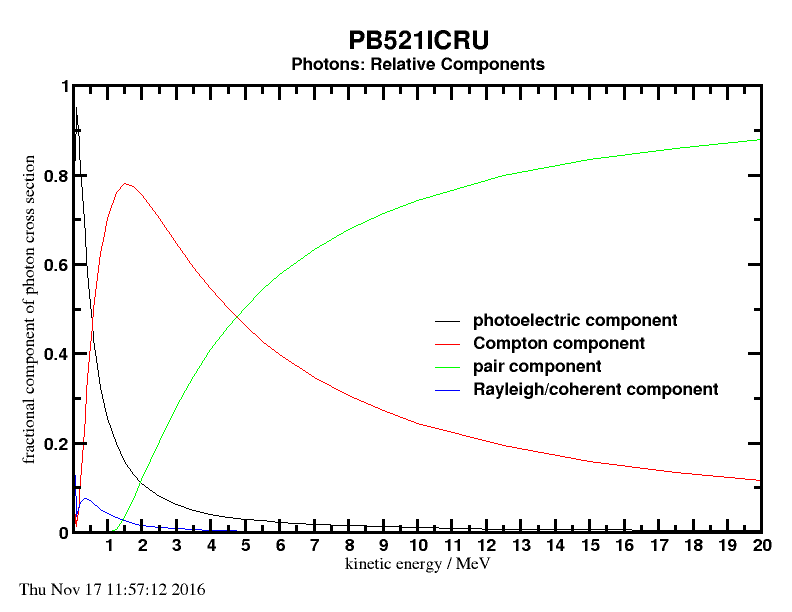 PB521ICRU
Photons: Relative Components
fractional component of photon cross section
1
0.8
0.6
0.4
0.2
0
photoelectric component
Compton component
pair component
Rayleigh/coherent component
1 2 3 4 5 6 7 8 9 10 11 12 13 14 15 16 17 18 19 20
kinetic energy / MeV
Thu Nov 17 11:57:12 2016